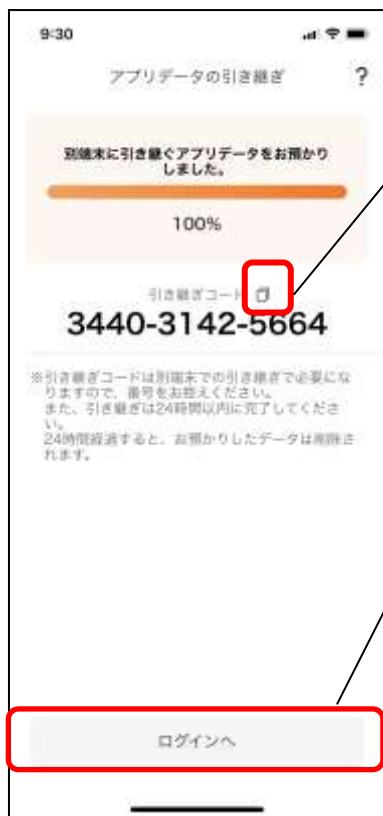 9:30
アプリデータの引き継ぎ ?
別端末に引き継ぐアプリデータをお預かり
しました。
100%
引き継ぎコード
3440-3142-5664
※引き継ぎコードは別端末での引き継ぎで必要にな
りますので、番号をお控えください。
また、引き継ぎは24時間以内に完了してくださ
い。
24時間経過すると、お預かりしたデータは削除さ
れます。
ログインへ